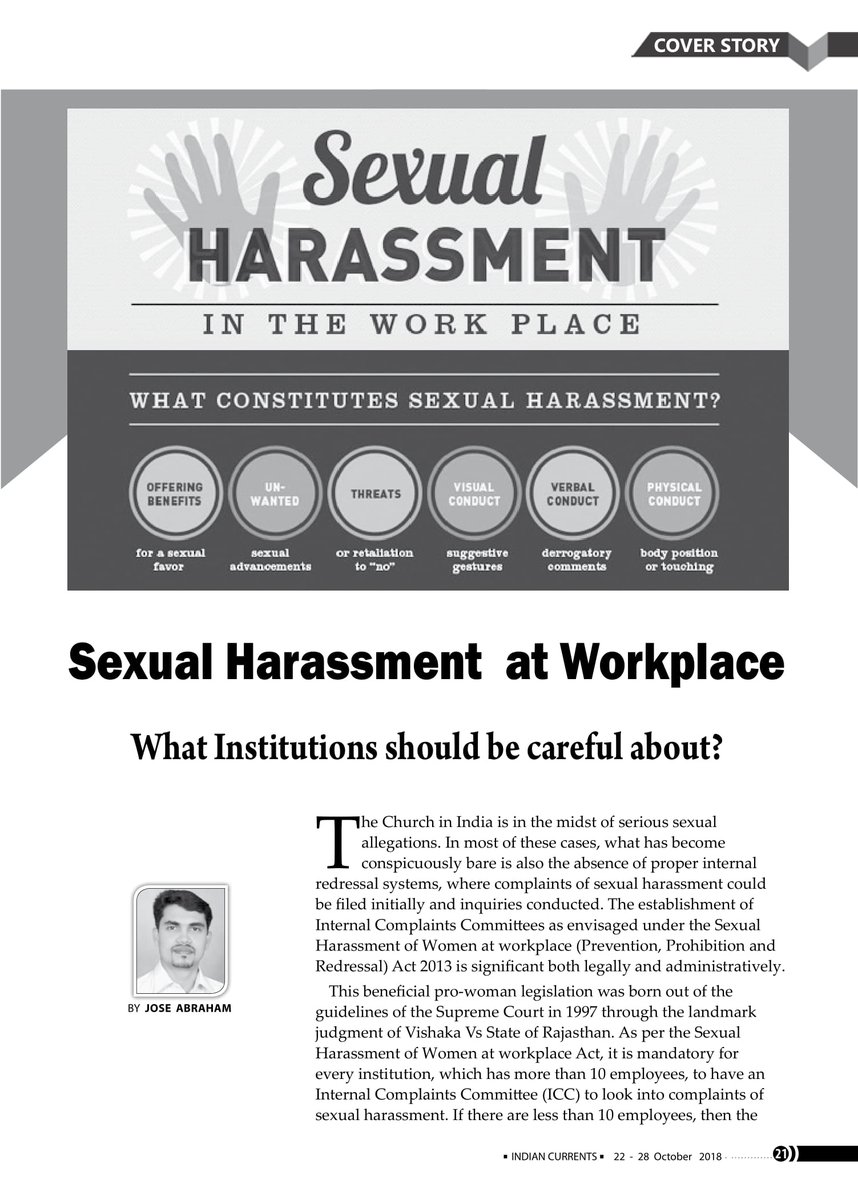 COVER STORY
Sexual
HARASSMENT
IN THE WORK PLACE
WHAT CONSTITUTES SEXUAL HARASSMENT?
OFFERING BENEFITS
for a sexual favor
UN-WANTED
sexual advancements
THREATS
or retaliation to “no”
VISUAL CONDUCT
suggestive gestures
VERBAL CONDUCT
derrogatory comments
PHYSICAL CONDUCT
body position or touching
Sexual Harassment at Workplace
What Institutions should be careful about?
BY JOSE ABRAHAM
The Church in India is in the midst of serious sexual
allegations. In most of these cases, what has become
conspicuously bare is also the absence of proper internal
redressal systems, where complaints of sexual harassment could
be filed initially and inquiries conducted. The establishment of
Internal Complaints Committees as envisaged under the Sexual
Harassment of Women at workplace (Prevention, Prohibition and
Redressal) Act 2013 is significant both legally and administratively.
This beneficial pro-woman legislation was born out of the
guidelines of the Supreme Court in 1997 through the landmark
judgment of Vishaka Vs State of Rajasthan. As per the Sexual
Harassment of Women at workplace Act, it is mandatory for
every institution, which has more than 10 employees, to have an
Internal Complaints Committee (ICC) to look into complaints of
sexual harassment. If there are less than 10 employees, then the
▪ INDIAN CURRENTS ▪ 22 - 28 October 2018 21